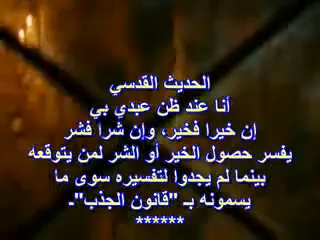 الحديث القدسي
أنا عند ظن عبدي بي
إن خيرا فخير، وإن شرا فشر
يفسر حصول الخير أو الشر لمن يتوقعه
بينما لم يجدوا لتفسيره سوى ما
يسمونه بـ "قانون الجذب"ـ
******